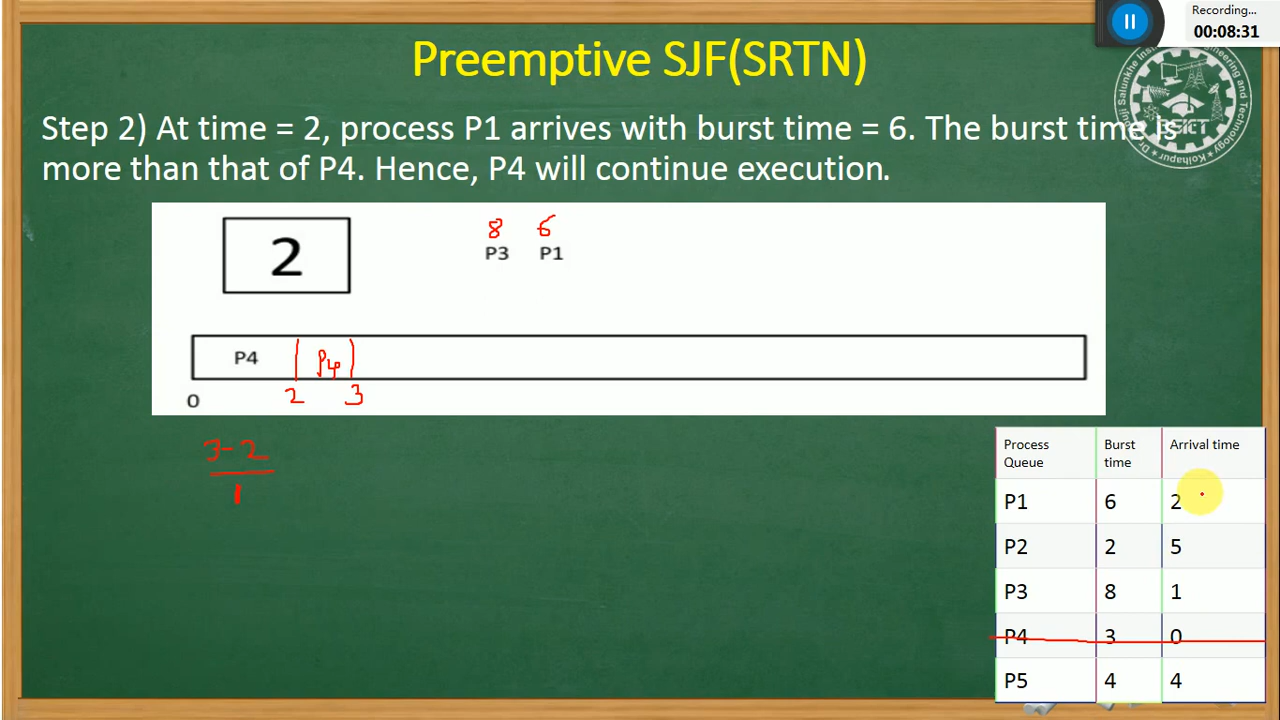 Recording...
00:08:31
Preemptive SJF(SRTN)
Step 2) At time = 2, process P1 arrives with burst time = 6. The burst time is
more than that of P4. Hence, P4 will continue execution.
2
8 6
P3 P1
P4 P4
0 2 3
3-2
1
Process Queue Burst time Arrival time
P1 6 2
P2 2 5
P3 8 1
P4 3 0
P5 4 4